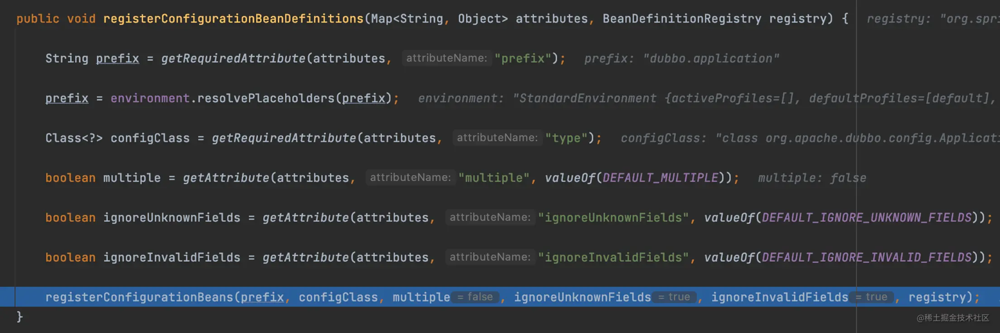 public void registerConfigurationBeanDefinitions(Map<String, Object> attributes, BeanDefinitionRegistry registry) { registry: "org.spri
String prefix = getRequiredAttribute(attributes, attributeName: "prefix"); prefix: "dubbo.application"
prefix = environment.resolvePlaceholders(prefix); environment: "StandardEnvironment {activeProfiles=[], defaultProfiles=[default],
Class<?> configClass = getRequiredAttribute(attributes, attributeName: "type"); configClass: "class org.apache.dubbo.config.Applicati
boolean multiple = getAttribute(attributes, attributeName: "multiple", valueOf(DEFAULT_MULTIPLE)); multiple: false
boolean ignoreUnknownFields = getAttribute(attributes, attributeName: "ignoreUnknownFields", valueOf(DEFAULT_IGNORE_UNKNOWN_FIELDS));
boolean ignoreInvalidFields = getAttribute(attributes, attributeName: "ignoreInvalidFields", valueOf(DEFAULT_IGNORE_INVALID_FIELDS));
registerConfigurationBeans(prefix, configClass, multiple = false , ignoreUnknownFields = true , ignoreInvalidFields = true , registry);
}
@稀土掘金技术社区